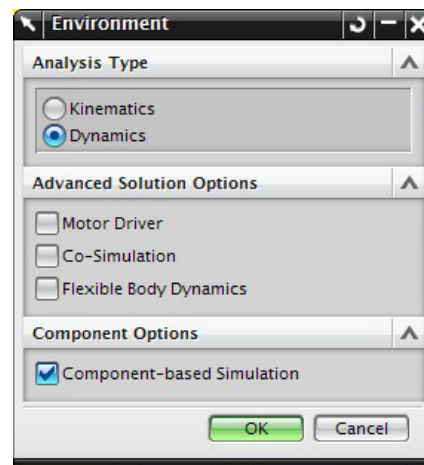 Environment
Analysis Type
Kinematics
Dynamics
Advanced Solution Options
Motor Driver
Co-Simulation
Flexible Body Dynamics
Component Options
Component-based Simulation
OK Cancel